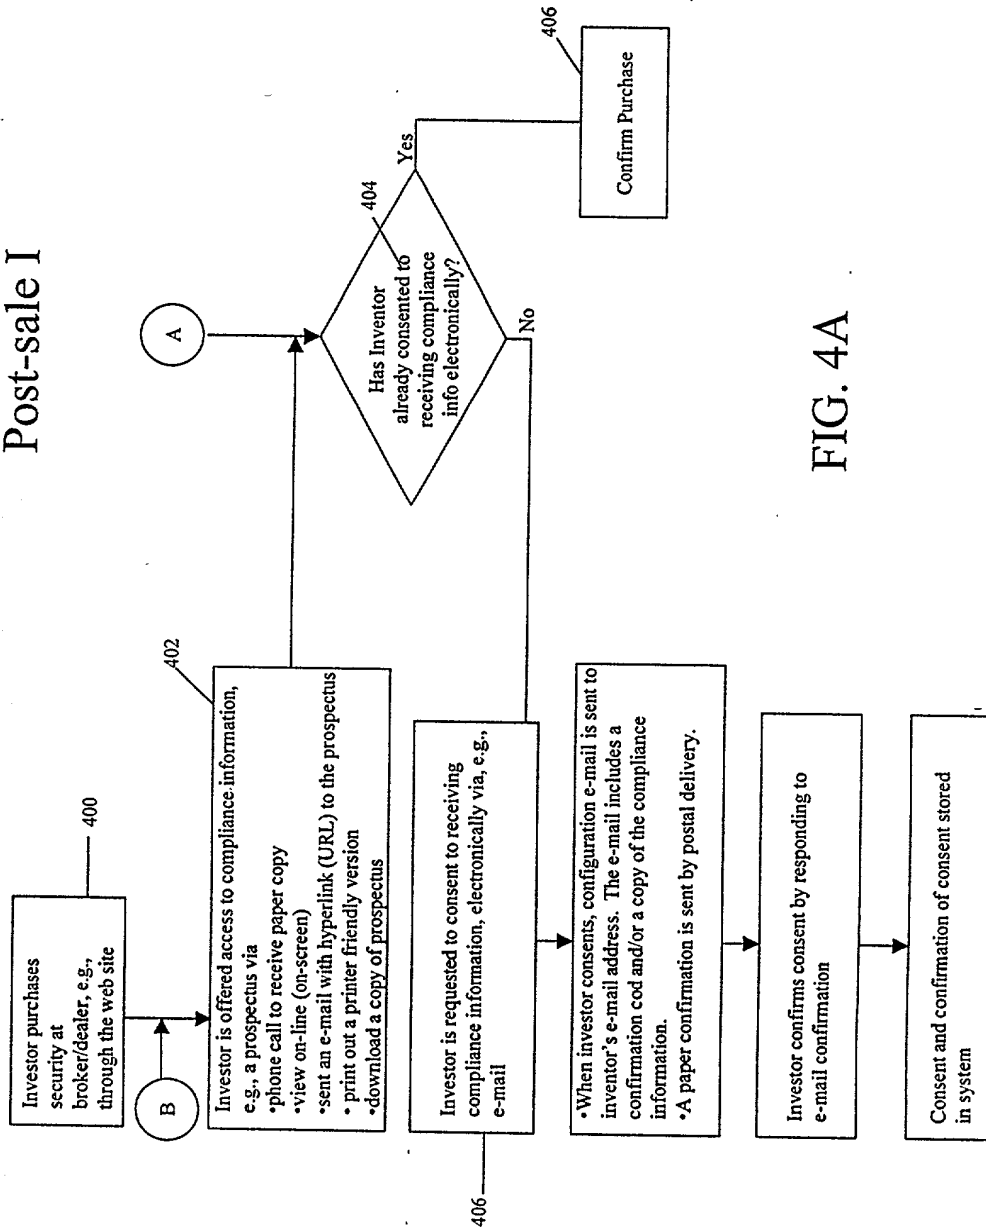 Post-sale I
Investor purchases
security at
broker/dealer, e.g.,
through the web site
400
B
402
Investor is offered access to compliance information,
e.g., a prospectus via
•phone call to receive paper copy
•view on-line (on-screen)
•sent an e-mail with hyperlink (URL) to the prospectus
• print out a printer friendly version
•download a copy of prospectus
A
404
Has Inventor
already consented to
receiving compliance
info electronically?
Yes
No
406
Confirm Purchase
Investor is requested to consent to receiving
compliance information, electronically via, e.g.,
e-mail
406
•When investor consents, configuration e-mail is sent to
inventor's e-mail address. The e-mail includes a
confirmation cod and/or a copy of the compliance
information.
•A paper confirmation is sent by postal delivery.
Investor confirms consent by responding to
e-mail confirmation
Consent and confirmation of consent stored
in system
FIG. 4A